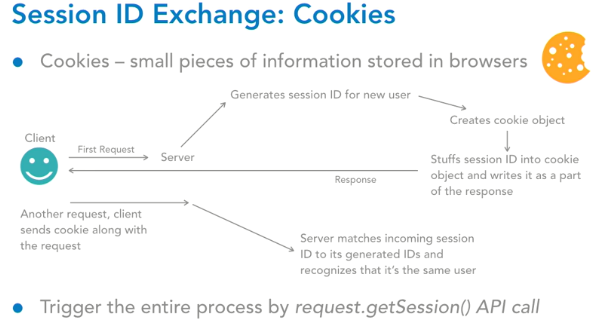 Session ID Exchange: Cookies
Cookies – small pieces of information stored in browsers
Generates session ID for new user
Creates cookie object
Client
First Request
Server
Stuffs session ID into cookie
object and writes it as a part
of the response
Response
Another request, client
sends cookie along with
the request
Server matches incoming session
ID to its generated IDs and
recognizes that it's the same user
Trigger the entire process by request.getSession() API call